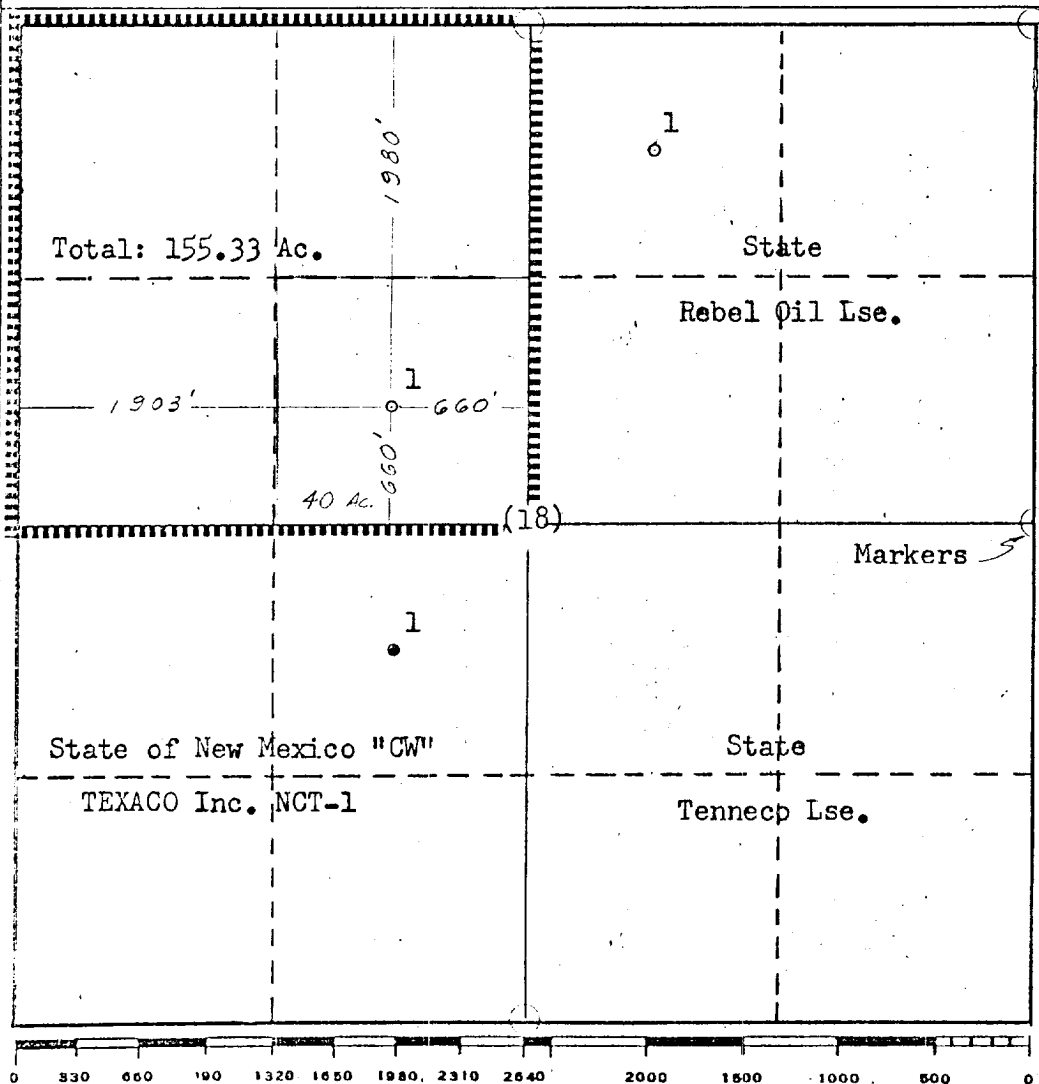 1
1980'
Total: 155.33 Ac.
State
Rebel Oil Lse.
1
1903'
660'
660'
40 Ac.
(18)
Markers
1
State of New Mexico "CW"
State
TEXACO Inc. NCT-1
Tenneco Lse.
0 330 660 990 1320 1650 1980 2310 2640 2000 1500 1000 500 0